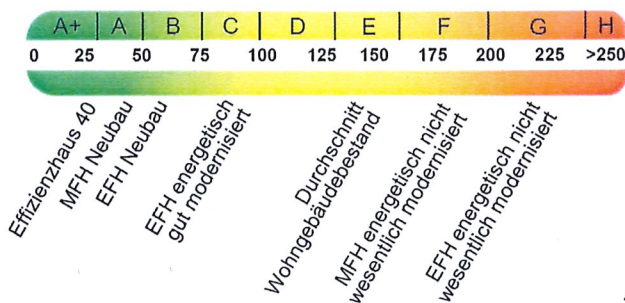 A+ A B C D E F G H
0 25 50 75 100 125 150 175 200 225 >250
Effizienzhaus 40
MFH Neubau
EFH Neubau
EFH energetisch
gut modernisiert
Durchschnitt
Wohngebäudebestand
MFH energetisch nicht
wesentlich modernisiert
EFH energetisch nicht
wesentlich modernisiert